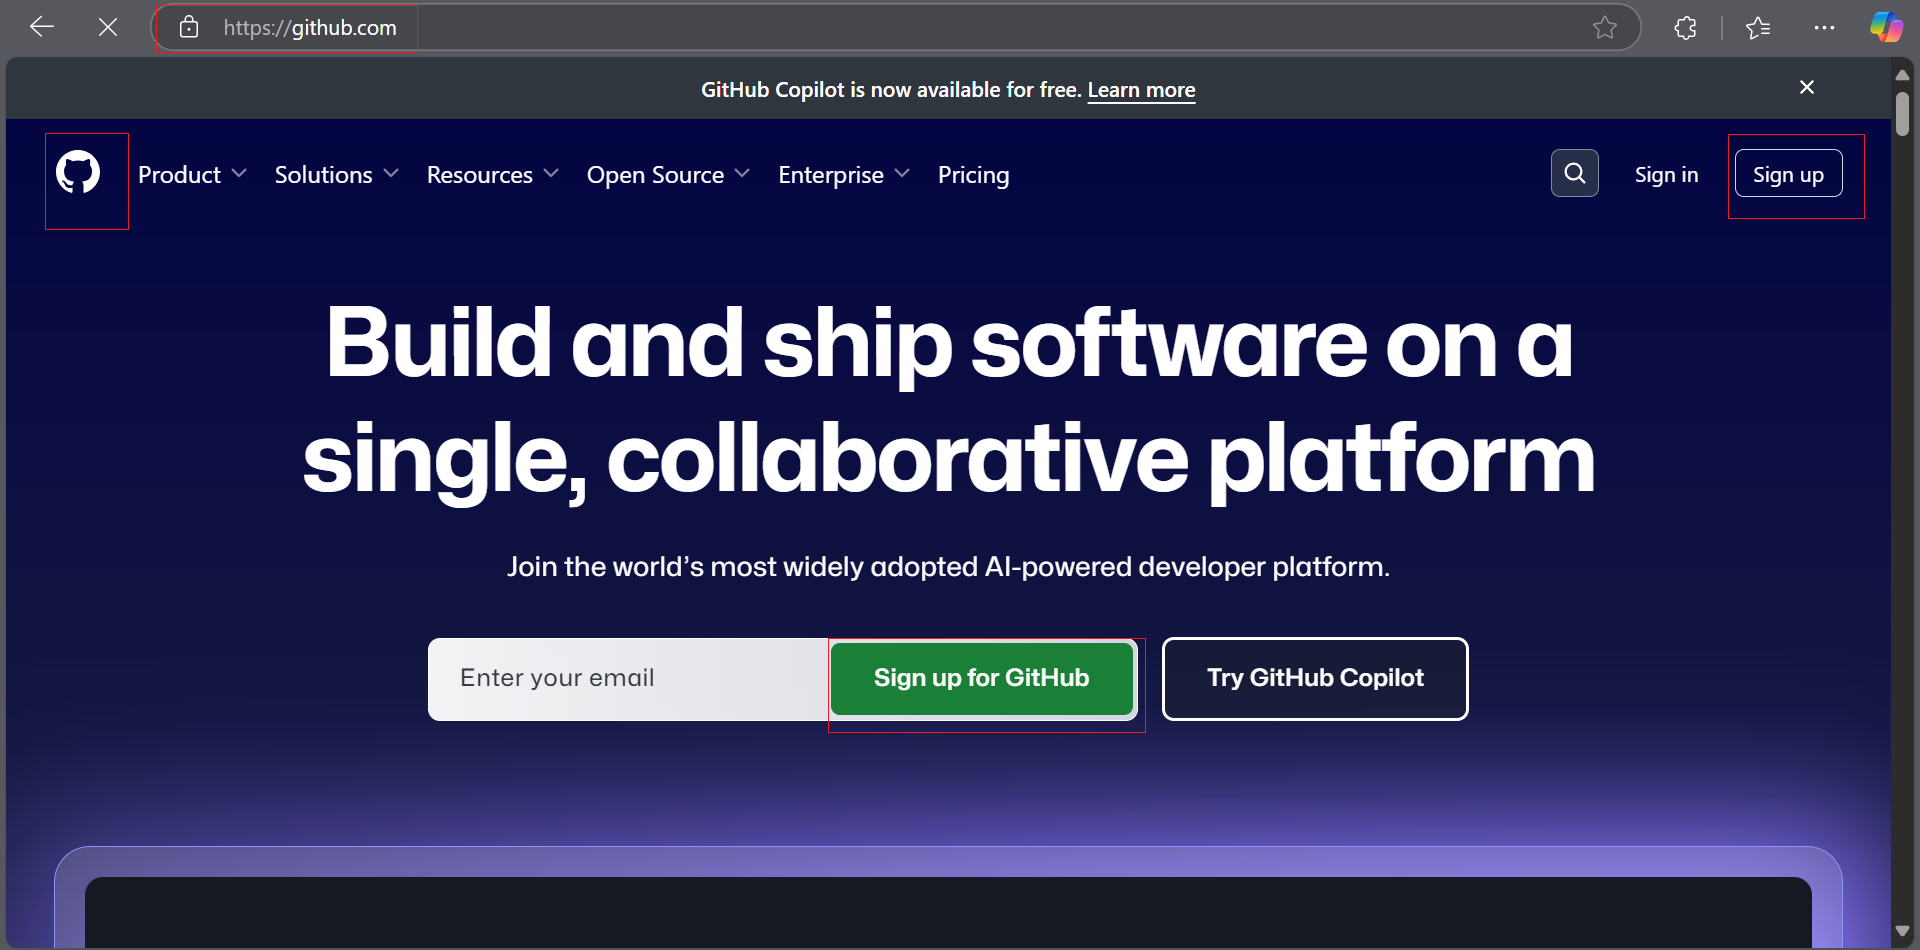 https://github.com
GitHub Copilot is now available for free. Learn more
Product Solutions Resources Open Source Enterprise Pricing Sign in Sign up
Build and ship software on a
single, collaborative platform
Join the world’s most widely adopted AI-powered developer platform.
Enter your email Sign up for GitHub Try GitHub Copilot